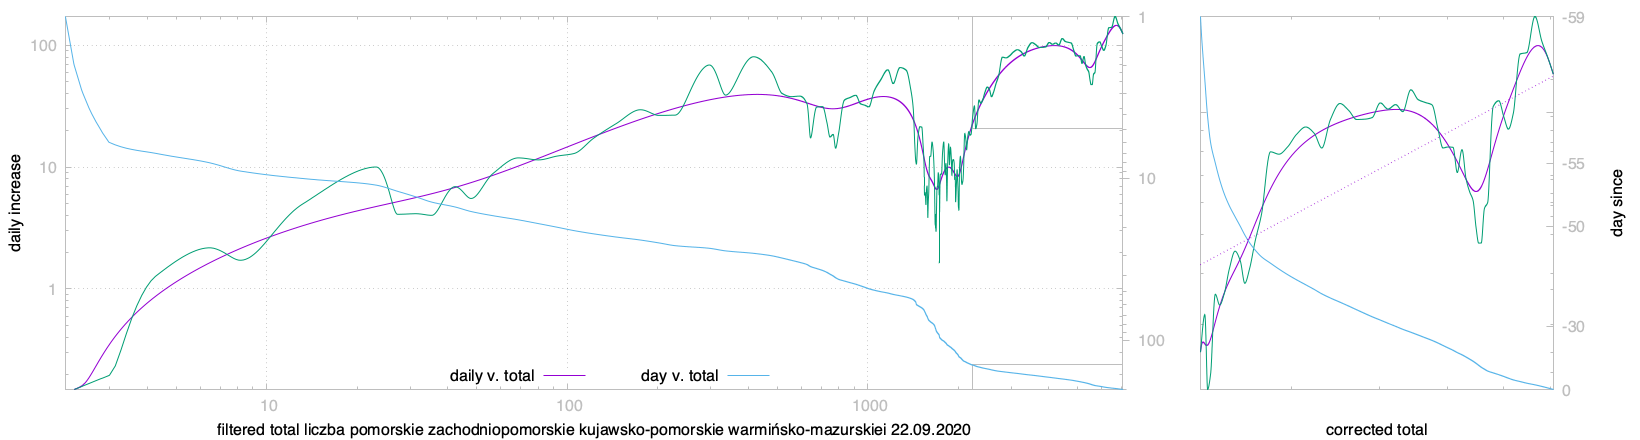 100
10
1
daily increase
10
100
1000
1
10
100
daily v. total
day v. total
filtered total liczba pomorskie zachodniopomorskie kujawsko-pomorskie warmińsko-mazurskiei 22.09.2020
-59
-55
-50
-30
0
day since
corrected total